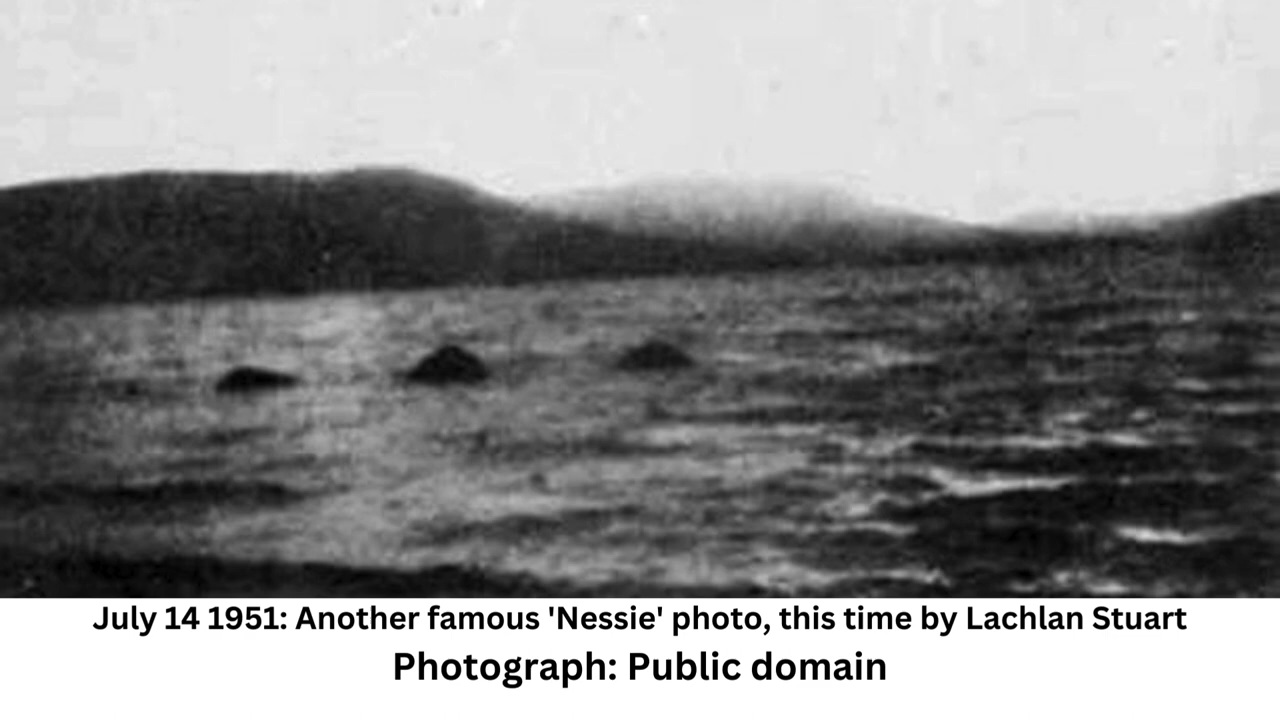 July 14 1951: Another famous 'Nessie' photo, this time by Lachlan Stuart
Photograph: Public domain